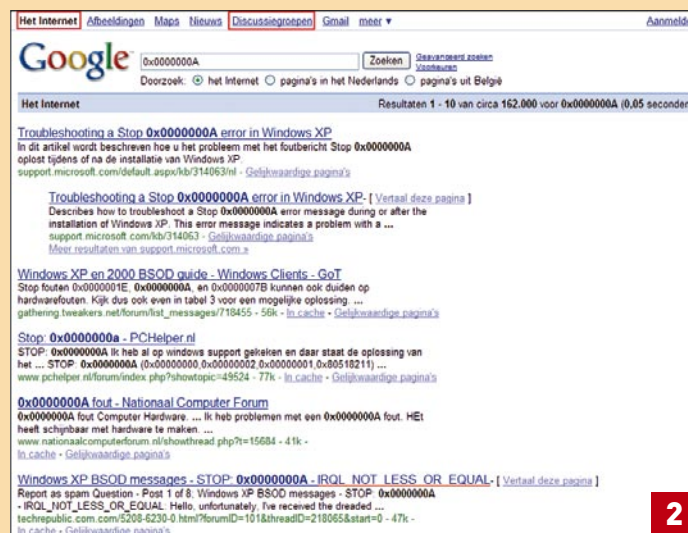 Het Internet Afbeeldingen Maps Nieuws Discussiegroepen Gmail meer ▼ Aanmelde
Google 0x0000000A Zoeken Geavanceerd zoeken
Voorkeuren
Doorzoek: het Internet pagina's in het Nederlands pagina's uit België
Het Internet Resultaten 1 - 10 van circa 162.000 voor 0x0000000A (0,05 seconden
Troubleshooting a Stop 0x0000000A error in Windows XP
In dit artikel wordt beschreven hoe u het probleem met het foutbericht Stop 0x0000000A
oplost tijdens of na de installatie van Windows XP.
support.microsoft.com/default.aspx/kb/314063/nl - Gelijkwaardige pagina's
Troubleshooting a Stop 0x0000000A error in Windows XP- [ Vertaal deze pagina ]
Describes how to troubleshoot a Stop 0x0000000A error message during or after the
installation of Windows XP. This error message indicates a problem with a ...
support.microsoft.com/kb/314063 - Gelijkwaardige pagina's
Meer resultaten van support.microsoft.com »
Windows XP en 2000 BSOD guide - Windows Clients - GoT
Stop fouten 0x0000001E, 0x0000000A, en 0x0000007B kunnen ook duiden op
hardwarefouten. Kijk dus ook even in tabel 3 voor een mogelijke oplossing. ...
gathering.tweakers.net/forum/list_messages/718455 - 56k - In cache - Gelijkwaardige pagina's
Stop: 0x0000000a - PCHelper.nl
STOP: 0x0000000A Ik heb al op windows support gekeken en daar staat de oplossing van
het ... STOP: 0x0000000A (0x00000000,0x00000002,0x00000001,0x80518211) ...
www.pchelper.nl/forum/index.php?showtopic=49524 - 77k - In cache - Gelijkwaardige pagina's
0x0000000A fout - Nationaal Computer Forum
0x0000000A fout Computer Hardware. ... Ik heb problemen met een 0x0000000A fout. HEt
heeft schijnbaar met hardware te maken. ...
www.nationaalcomputerforum.nl/showthread.php?t=15684 - 41k -
In cache - Gelijkwaardige pagina's
Windows XP BSOD messages - STOP: 0x0000000A - IRQL_NOT_LESS_OR_EQUAL- [ Vertaal deze pagina ]
Report as spam Question - Post 1 of 8: Windows XP BSOD messages - STOP: 0x0000000A
- IRQL_NOT_LESS_OR_EQUAL: Hello, unfortunately, I've received the dreaded ...
techrepublic.com.com/5208-6230-0.html?forumID=101&threadID=218065&start=0 - 47k -
In cache - Gelijkwaardige pagina's
2